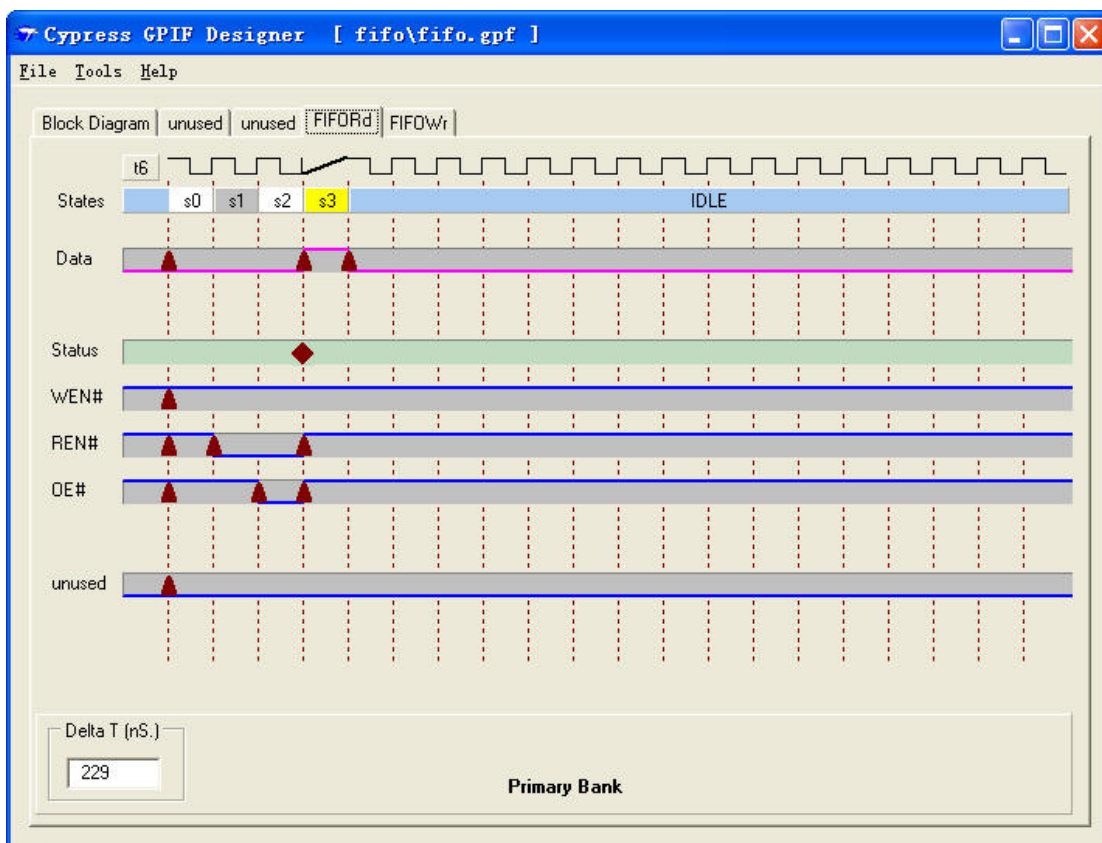 Cypress GPIF Designer [ fifo\fifo.gpf ]
File Tools Help
Block Diagram unused unused FIFORd FIFOWr
t6
States s0 s1 s2 s3 IDLE
Data
Status
WEN#
REN#
OE#
unused
Delta T (nS.)
229
Primary Bank